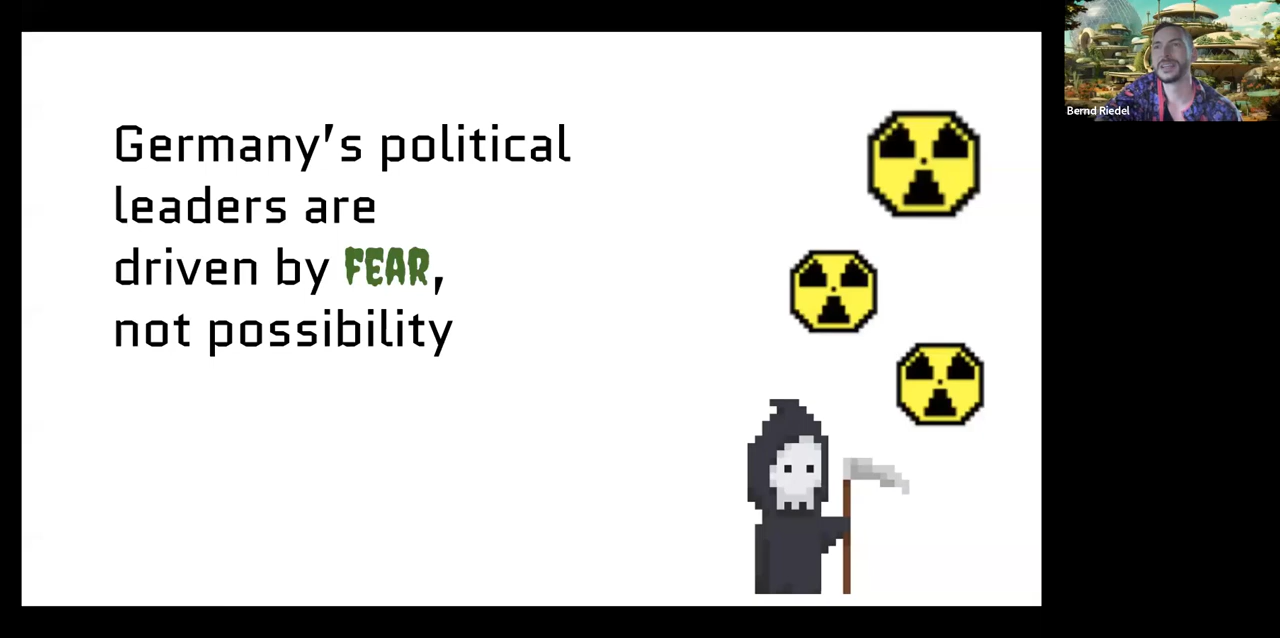 Germany's political
leaders are
driven by FEAR,
not possibility
Bernd Riedel